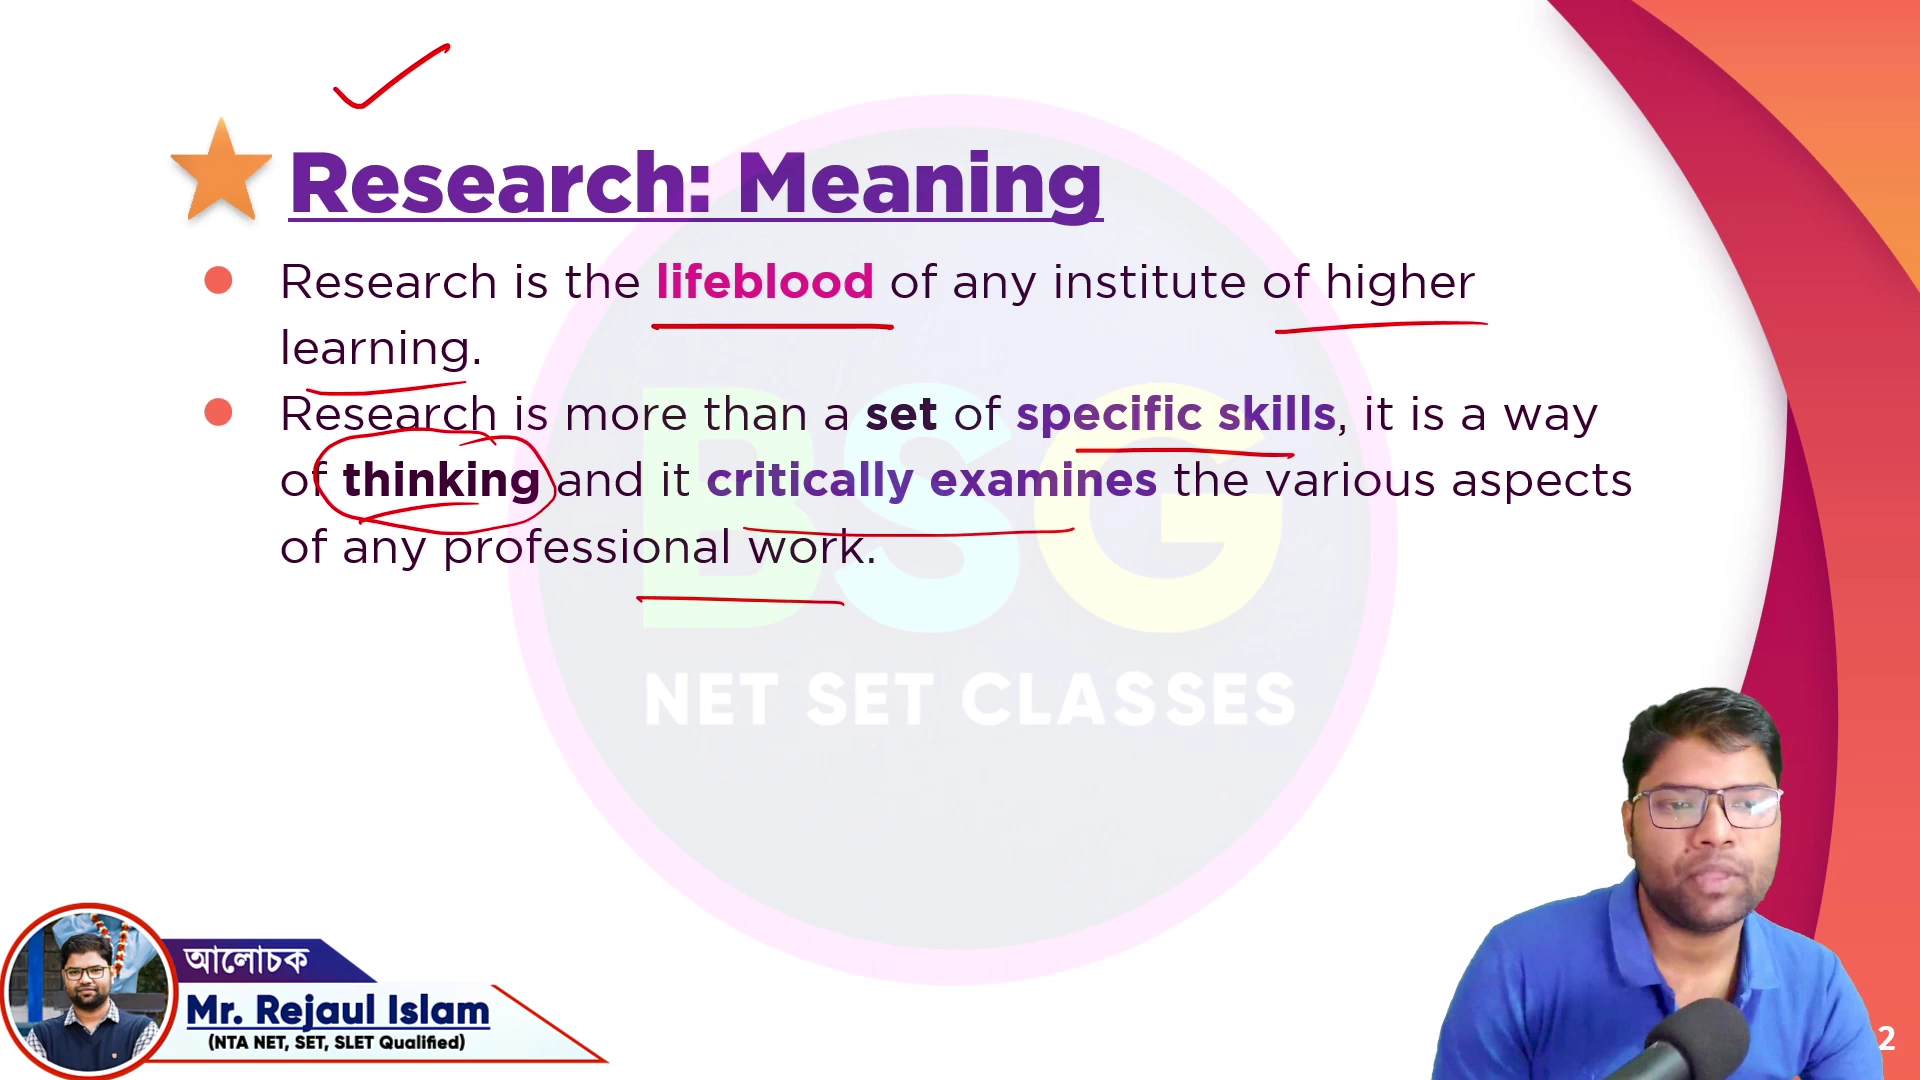 Research: Meaning
Research is the lifeblood of any institute of higher
learning.
Research is more than a set of specific skills, it is a way
of thinking and it critically examines the various aspects
of any professional work.
BSG
NET SET CLASSES
আলোচক
Mr. Rejaul Islam
(NTA NET, SET, SLET Qualified)
2